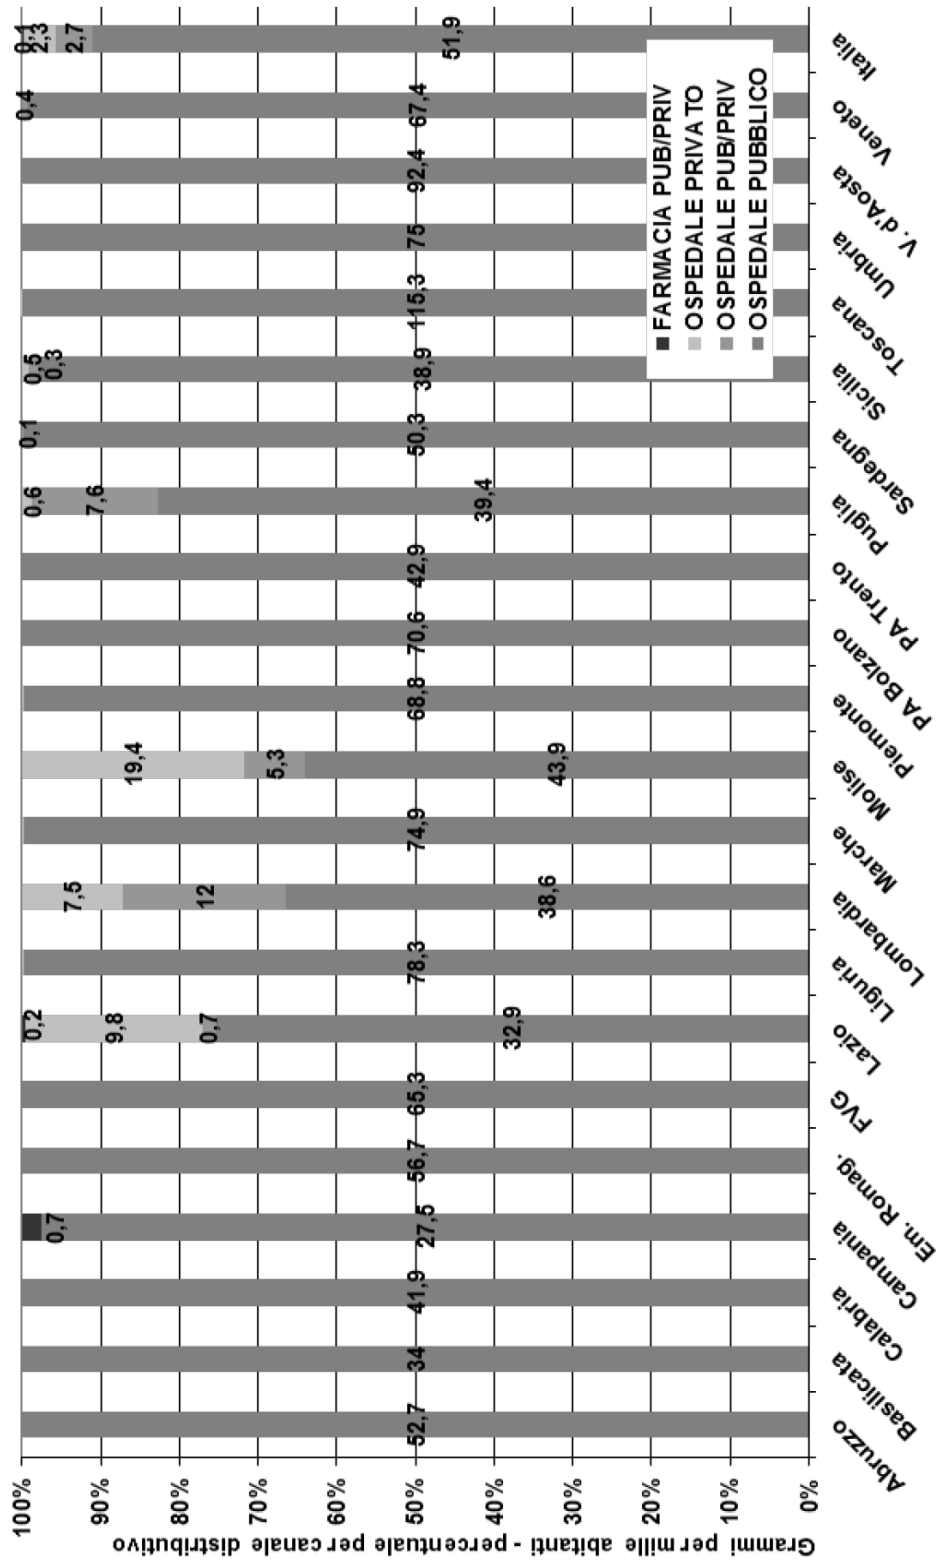 Grammi per mille abitanti - percentuale per canale distributivo
100%
90%
80%
70%
60%
50%
40%
30%
20%
10%
0%
52,7
34
41,9
0,7
27,5
56,7
65,3
0,2
9,8
0,7
32,9
78,3
7,5
12
38,6
74,9
19,4
5,3
43,9
68,8
70,6
42,9
0,6
7,6
39,4
0,1
50,3
0,5
0,3
38,9
115,3
75
92,4
0,4
67,4
0,1
2,3
2,7
51,9
FARMACIA PUB/PRIV
OSPEDALE PRIVATO
OSPEDALE PUB/PRIV
OSPEDALE PUBBLICO
Abruzzo
Basilicata
Calabria
Campania
Em. Romag.
FVG
Lazio
Liguria
Lombardia
Marche
Molise
Piemonte
PA Bolzano
PA Trento
Puglia
Sardegna
Sicilia
Toscana
Umbria
V. d'Aosta
Veneto
Italia